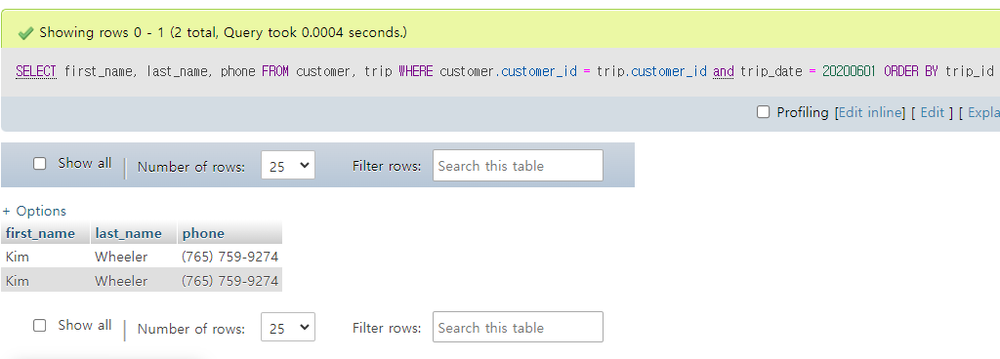 Showing rows 0 - 1 (2 total, Query took 0.0004 seconds.)
SELECT first_name, last_name, phone FROM customer, trip WHERE customer.customer_id = trip.customer_id and trip_date = 20200601 ORDER BY trip_id
Profiling [Edit inline] [ Edit ] [ Expla
Show all | Number of rows: 25 Filter rows: Search this table
+ Options
first_name last_name phone
Kim Wheeler (765) 759-9274
Kim Wheeler (765) 759-9274
Show all | Number of rows: 25 Filter rows: Search this table